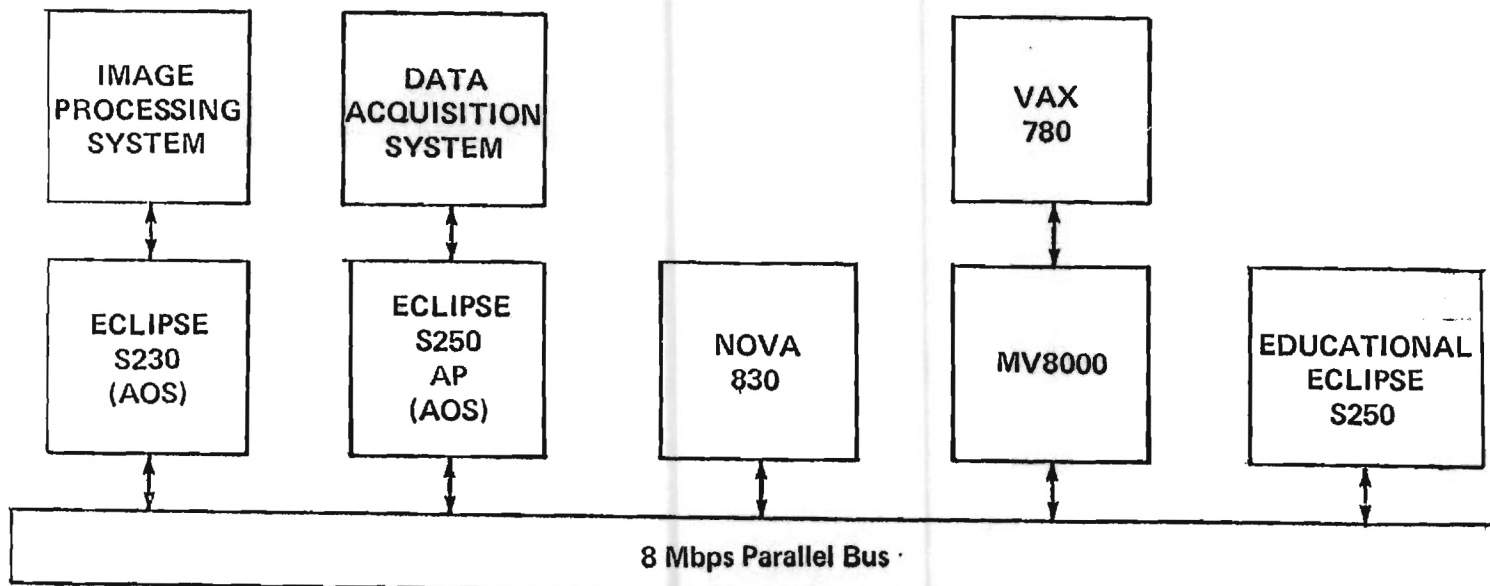 IMAGE
PROCESSING
SYSTEM
DATA
ACQUISITION
SYSTEM
VAX
780
ECLIPSE
S230
(AOS)
ECLIPSE
S250
AP
(AOS)
NOVA
830
MV8000
EDUCATIONAL
ECLIPSE
S250
8 Mbps Parallel Bus